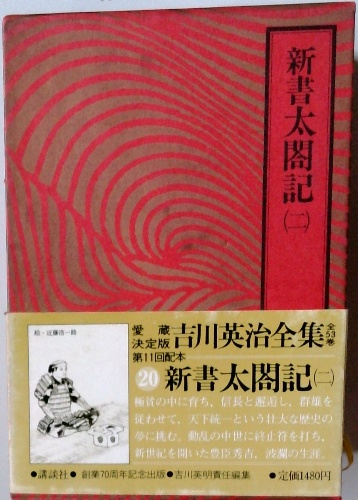 新書太閤記
(二)
絵・近藤浩一路
愛蔵
決定版
吉川英治全集
全53巻
第11回配本
20 新書太閤記(二)
極貧の中に育ち、信長と邂逅し、群雄を
従わせて、天下統一という壮大な歴史の
夢に挑む。動乱の中世に終止符を打ち、
新世紀を開いた豊臣秀吉、波瀾の生涯。
●講談社●創業70周年記念出版●吉川英明責任編集 ●定価1480円